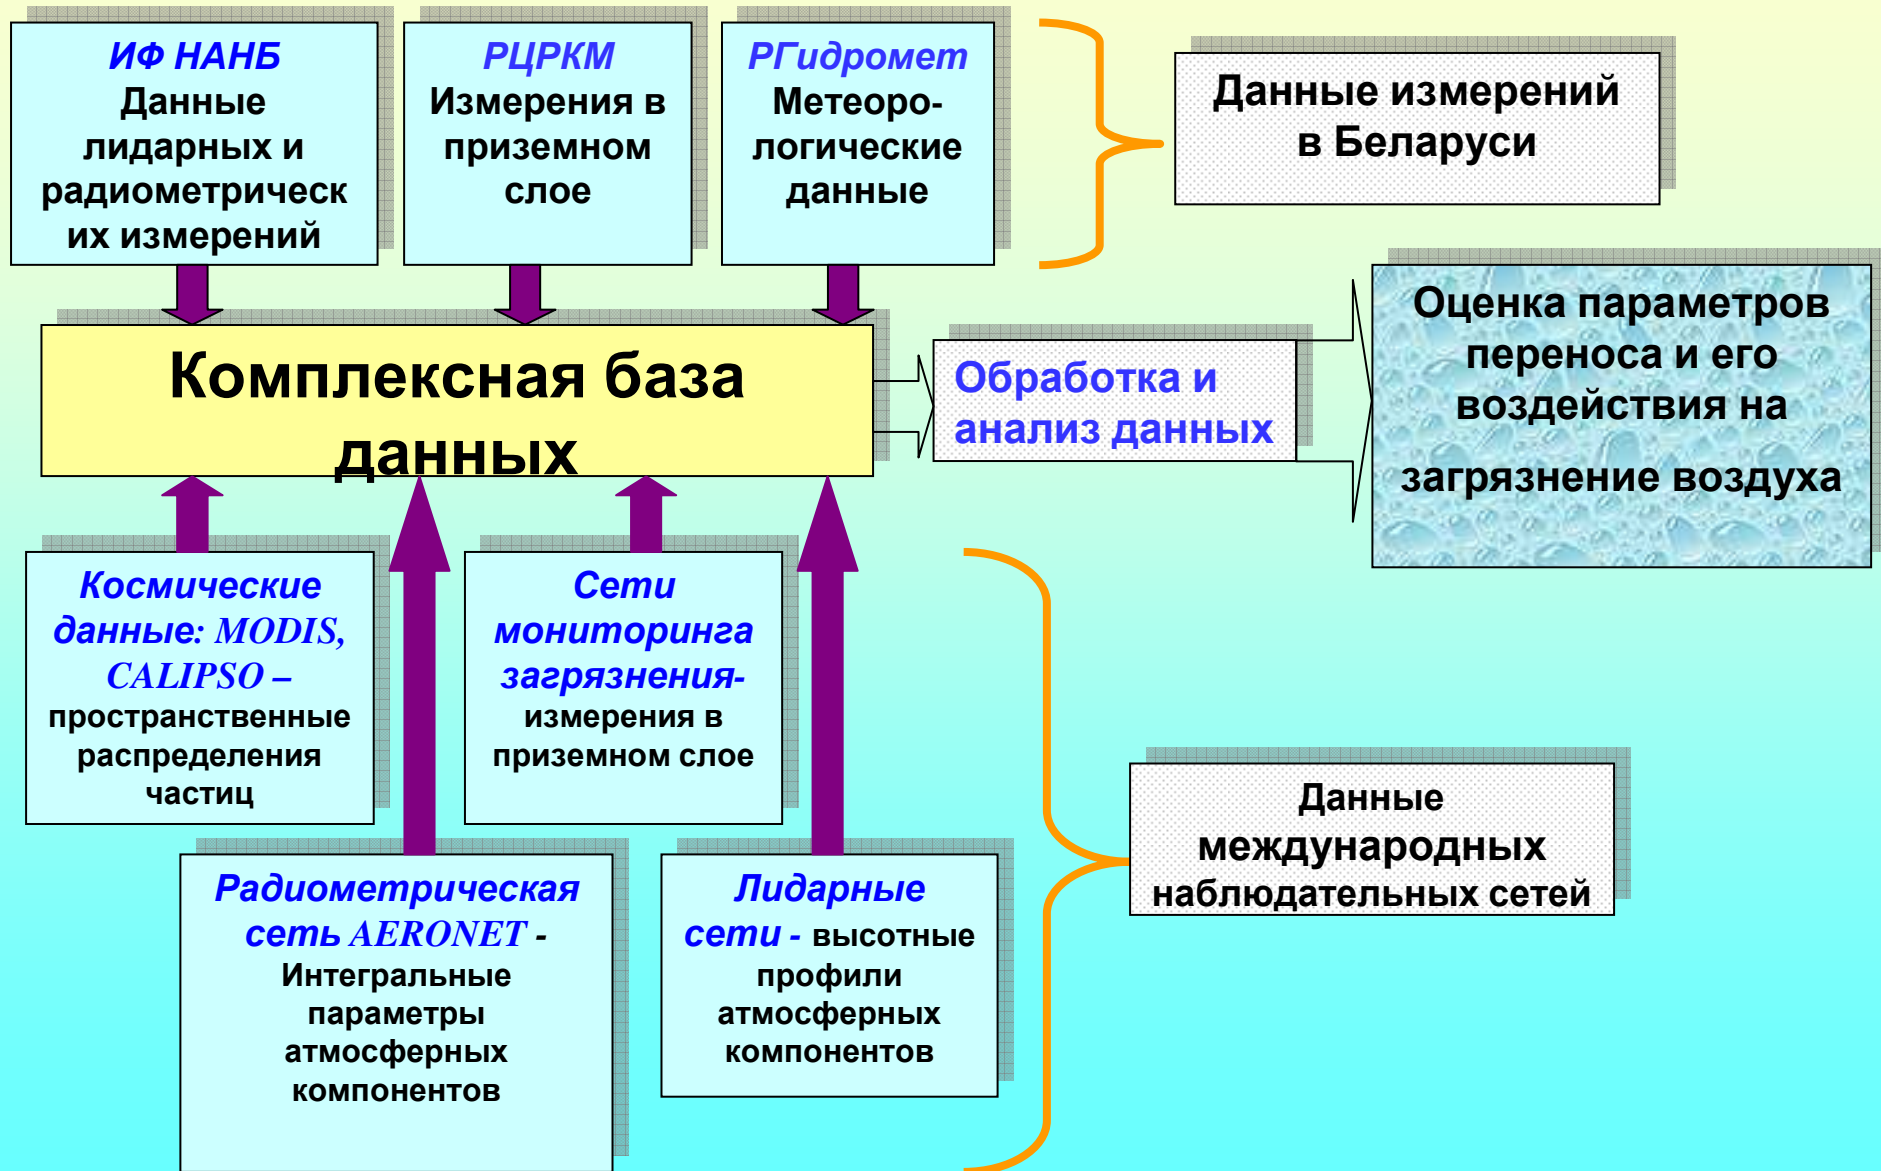 ИФ НАНБ
Данные
лидарных и
радиометрическ
их измерений
РЦРКМ
Измерения в
приземном
слое
РГидромет
Метеоро-
логические
данные
Данные измерений
в Беларуси
Комплексная база
данных
Обработка и
анализ данных
Оценка параметров
переноса и его
воздействия на
загрязнение воздуха
Космические
данные: MODIS,
CALIPSO –
пространственные
распределения
частиц
Сети
мониторинга
загрязнения-
измерения в
приземном слое
Радиометрическая
сеть AERONET -
Интегральные
параметры
атмосферных
компонентов
Лидарные
сети - высотные
профили
атмосферных
компонентов
Данные
международных
наблюдательных сетей